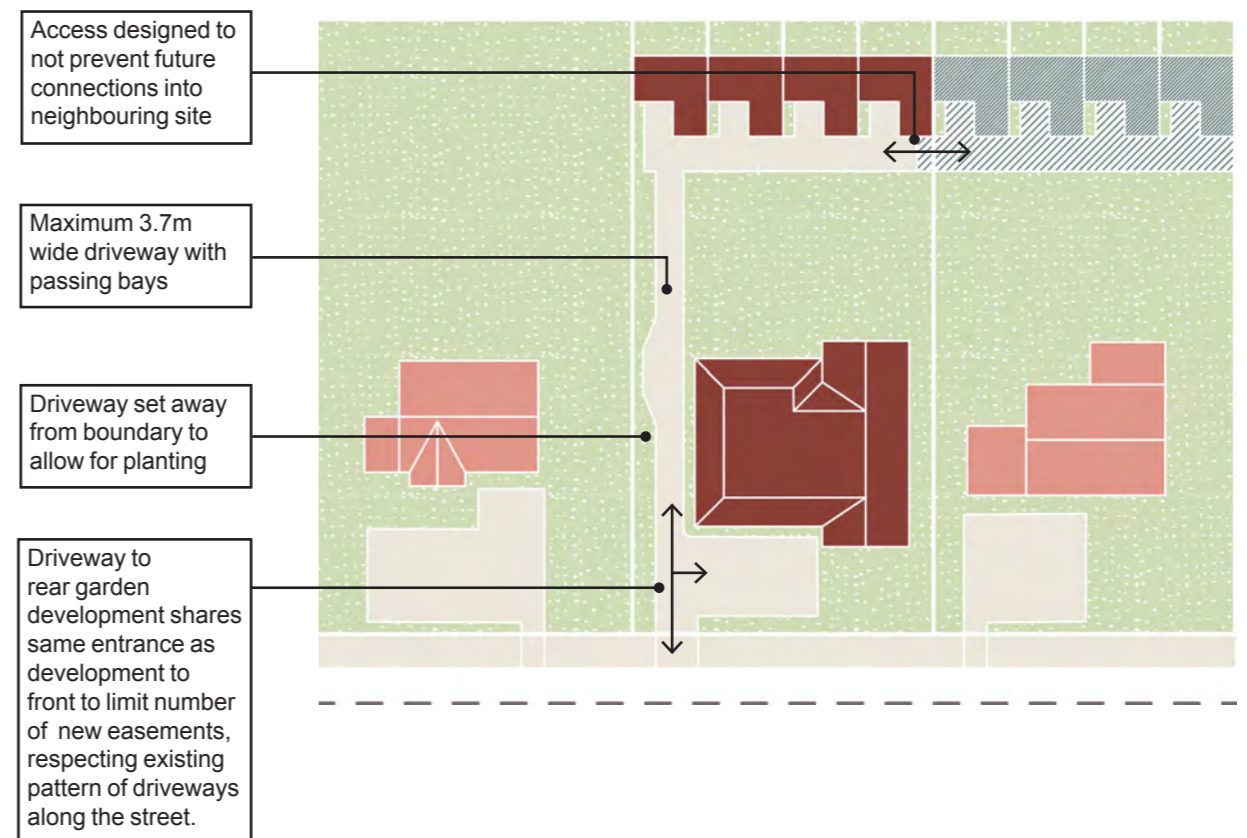 Access designed to
not prevent future
connections into
neighbouring site
Maximum 3.7m
wide driveway with
passing bays
Driveway set away
from boundary to
allow for planting
Driveway to
rear garden
development shares
same entrance as
development to
front to limit number
of new easements,
respecting existing
pattern of driveways
along the street.